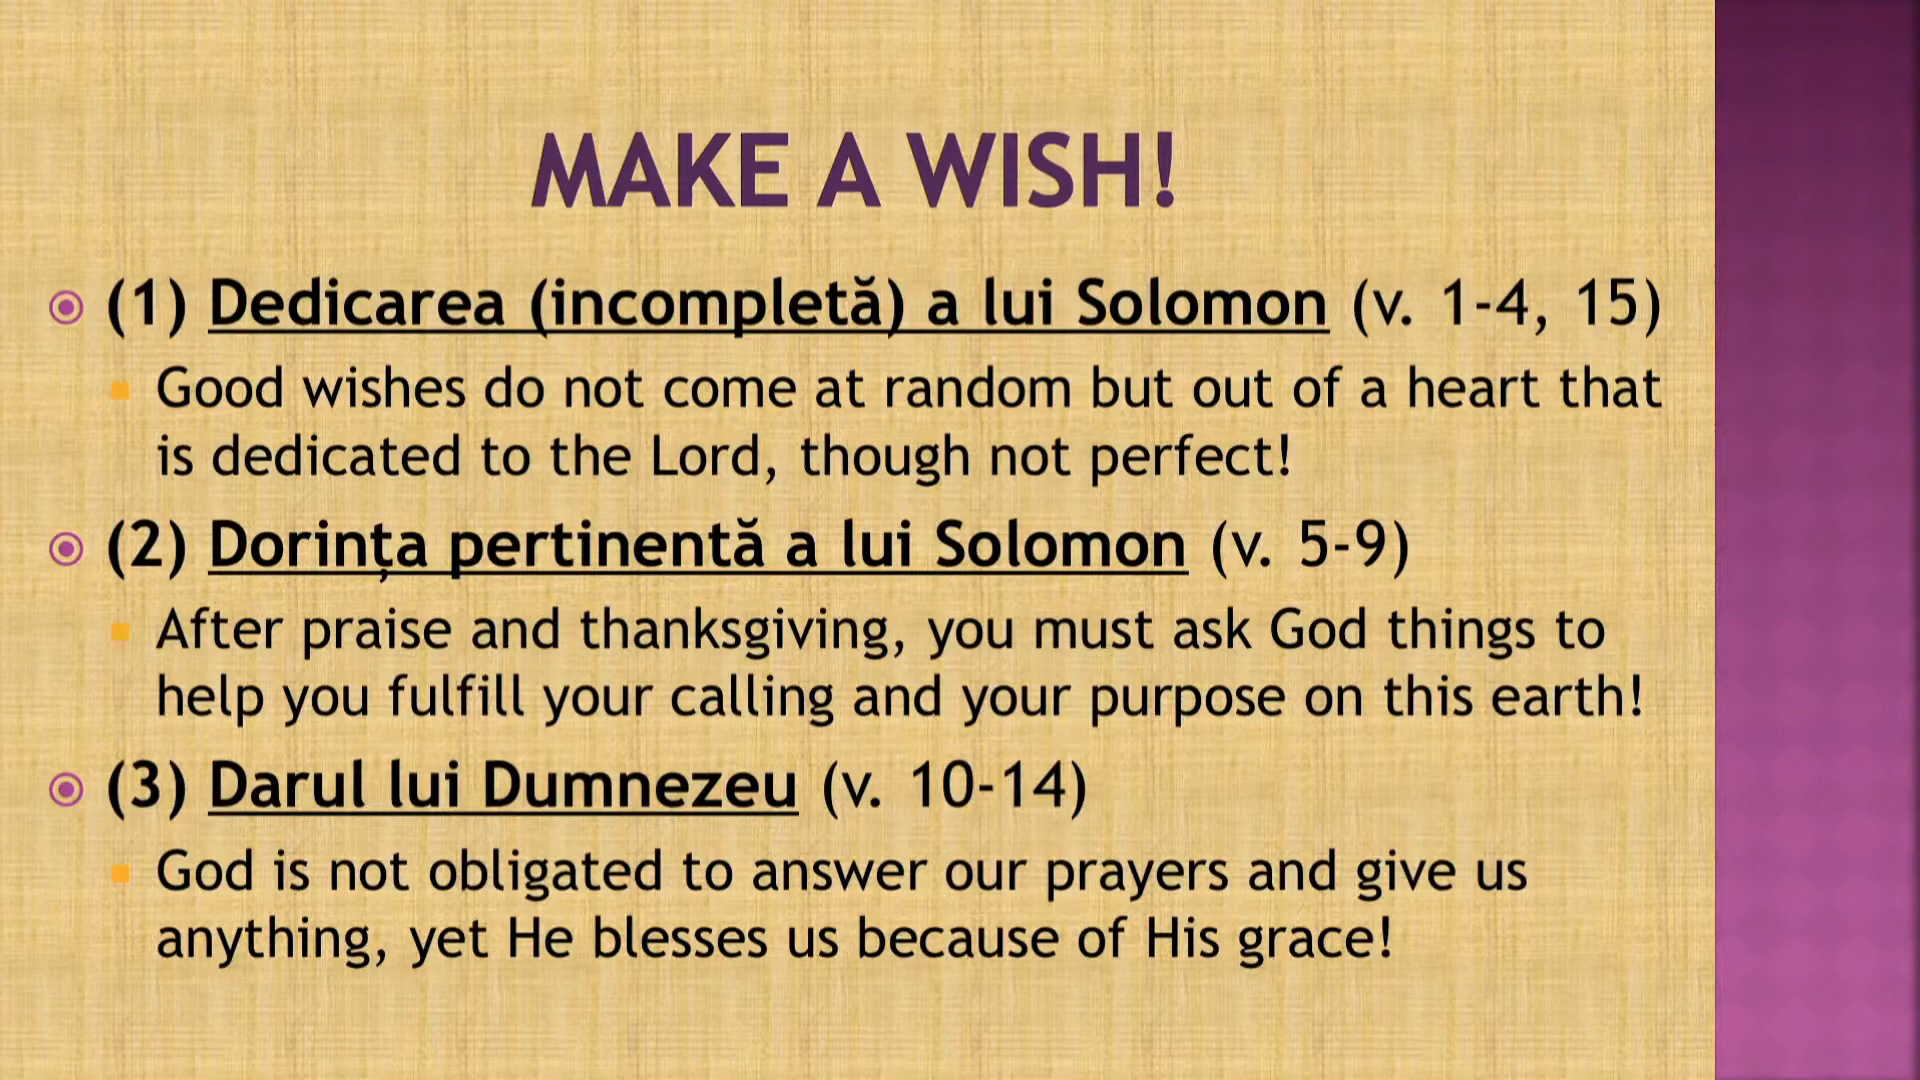 MAKE A WISH!
(1) Dedicarea (incompletă) a lui Solomon (v. 1-4, 15)
Good wishes do not come at random but out of a heart that
is dedicated to the Lord, though not perfect!
(2) Dorința pertinentă a lui Solomon (v. 5-9)
After praise and thanksgiving, you must ask God things to
help you fulfill your calling and your purpose on this earth!
(3) Darul lui Dumnezeu (v. 10-14)
God is not obligated to answer our prayers and give us
anything, yet He blesses us because of His grace!